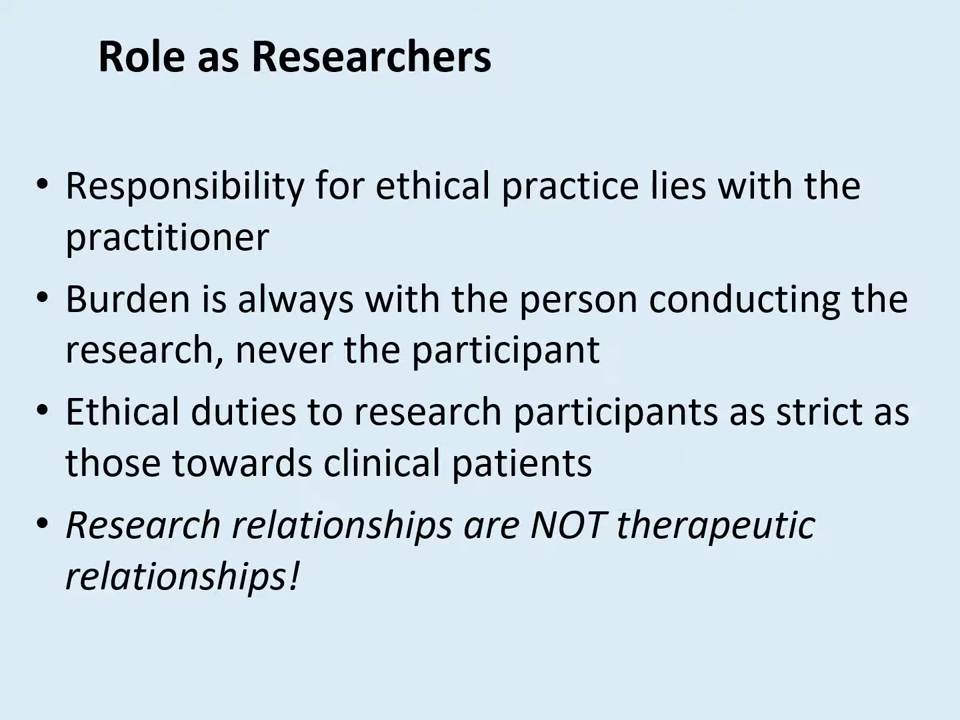 Role as Researchers
• Responsibility for ethical practice lies with the
practitioner
• Burden is always with the person conducting the
research, never the participant
• Ethical duties to research participants as strict as
those towards clinical patients
• Research relationships are NOT therapeutic
relationships!